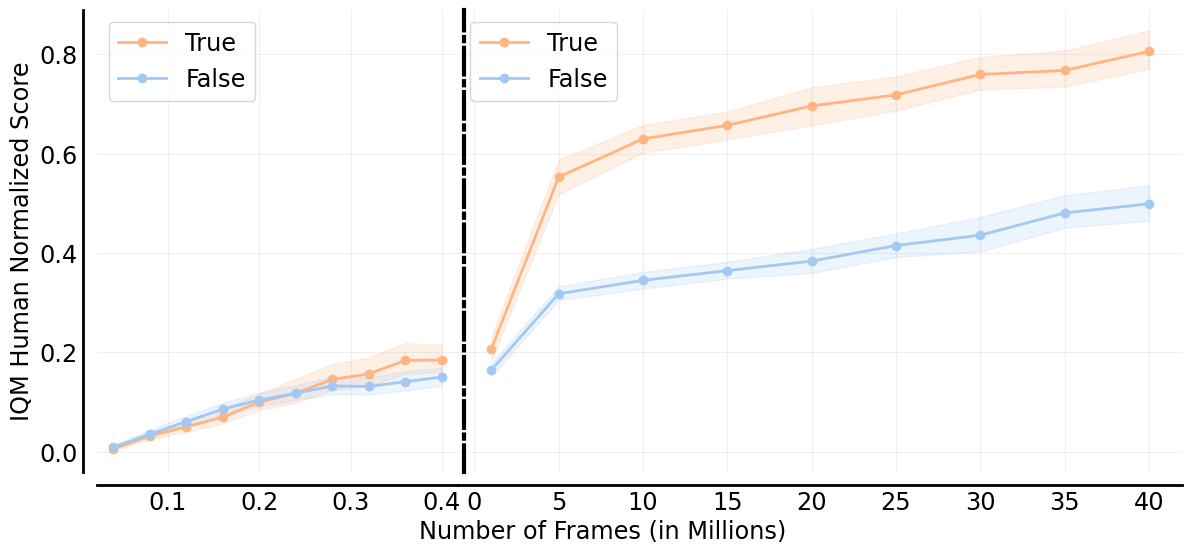 IQM Human Normalized Score
0.8
0.6
0.4
0.2
0.0
True
False
True
False
0.1 0.2 0.3 0.4 0 5 10 15 20 25 30 35 40
Number of Frames (in Millions)